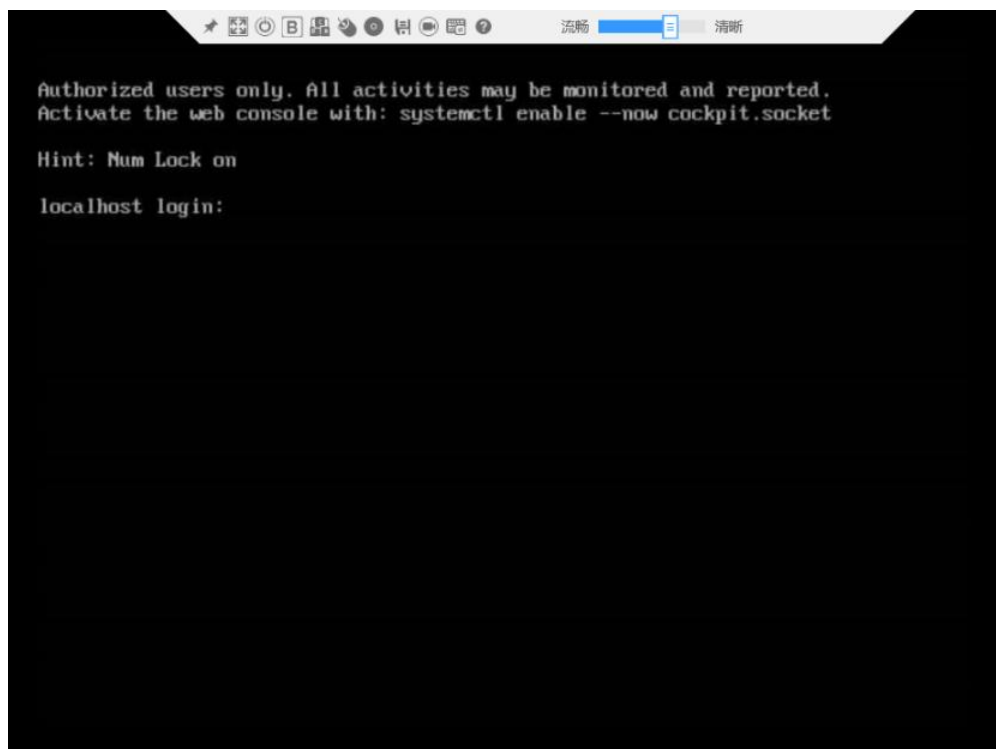 B 流畅 清晰
Authorized users only. All activities may be monitored and reported.
Activate the web console with: systemctl enable --now cockpit.socket
Hint: Num Lock on
localhost login: